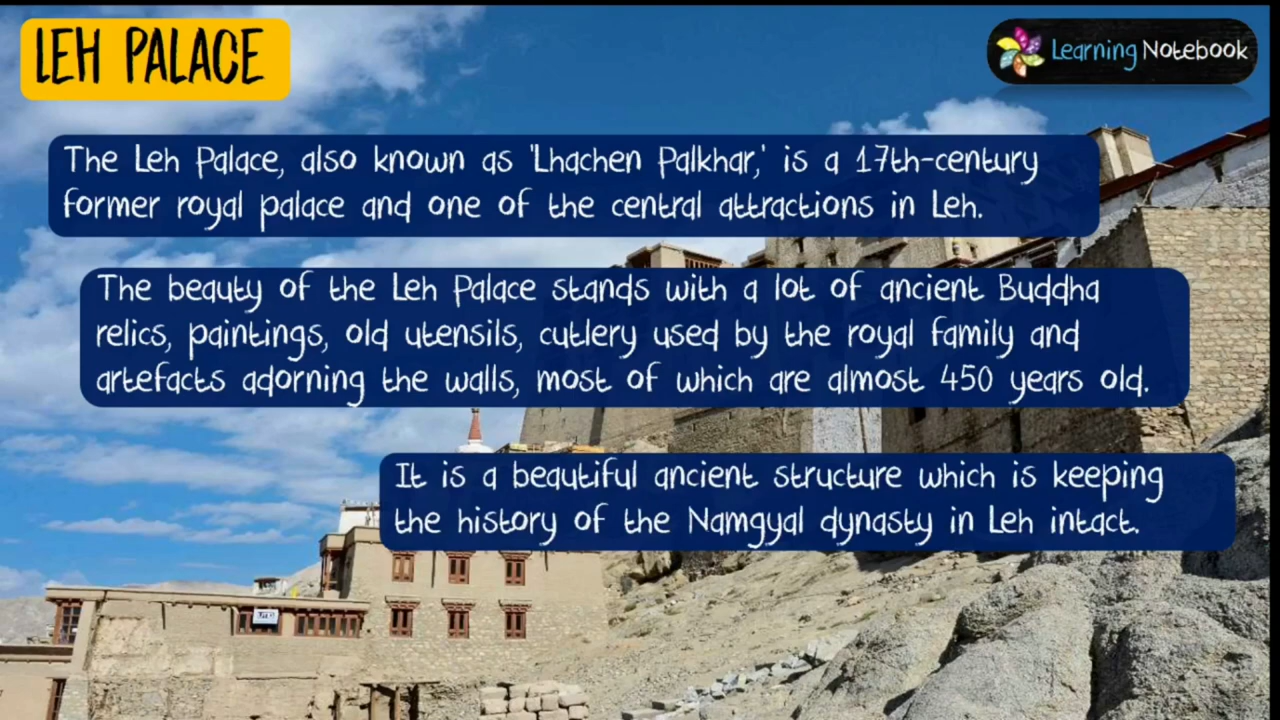 LEH PALACE
Learning Notebook
The Leh Palace, also known as 'Lhachen Palkhar,' is a 17th-century
former royal palace and one of the central attractions in Leh.
The beauty of the Leh Palace stands with a lot of ancient Buddha
relics, paintings, old utensils, cutlery used by the royal family and
artefacts adorning the walls, most of which are almost 450 years old.
It is a beautiful ancient structure which is keeping
the history of the Namgyal dynasty in Leh intact.